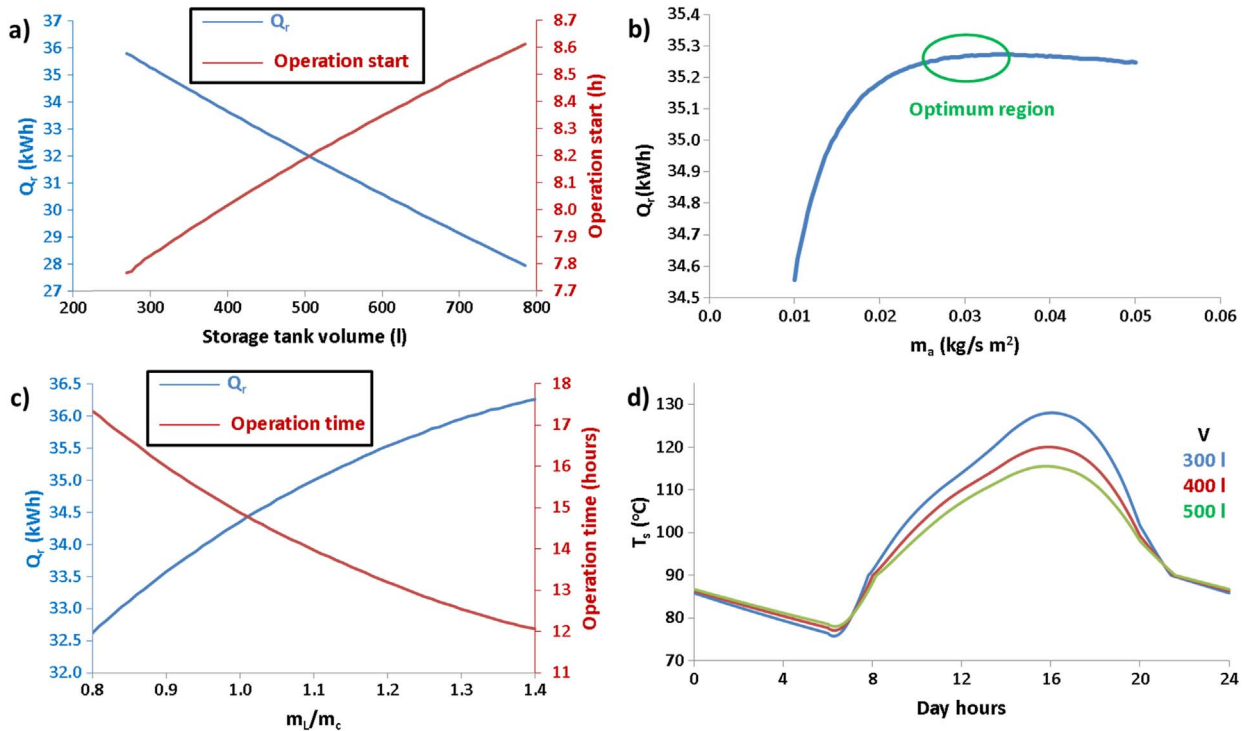 a)
Qr
Operation start
37
36
35
34
33
32
31
30
29
28
27
Qr (kWh)
8.7
8.6
8.5
8.4
8.3
8.2
8.1
8.0
7.9
7.8
7.7
Operation start (h)
200 300 400 500 600 700 800
Storage tank volume (l)
b)
35.4
35.3
35.2
35.1
35.0
34.9
34.8
34.7
34.6
34.5
Qr(kWh)
Optimum region
0.0 0.01 0.02 0.03 0.04 0.05 0.06
ma (kg/s m²)
c)
Qr
Operation time
36.5
36.0
35.5
35.0
34.5
34.0
33.5
33.0
32.5
32.0
Qr (kWh)
18
17
16
15
14
13
12
11
Operation time (hours)
0.8 0.9 1.0 1.1 1.2 1.3 1.4
mL/mc
d)
130
120
110
100
90
80
70
Ts (°C)
V
300 l
400 l
500 l
0 4 8 12 16 20 24
Day hours